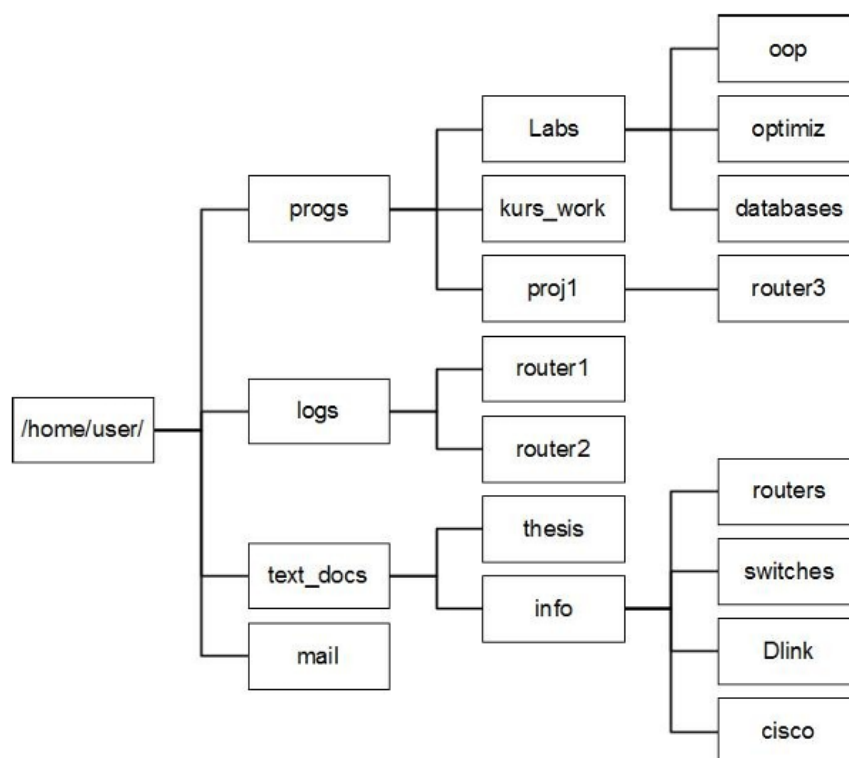 oop
Labs
optimiz
progs
kurs_work
databases
proj1
router3
router1
logs
/home/user/
router2
routers
thesis
switches
text_docs
info
mail
Dlink
cisco